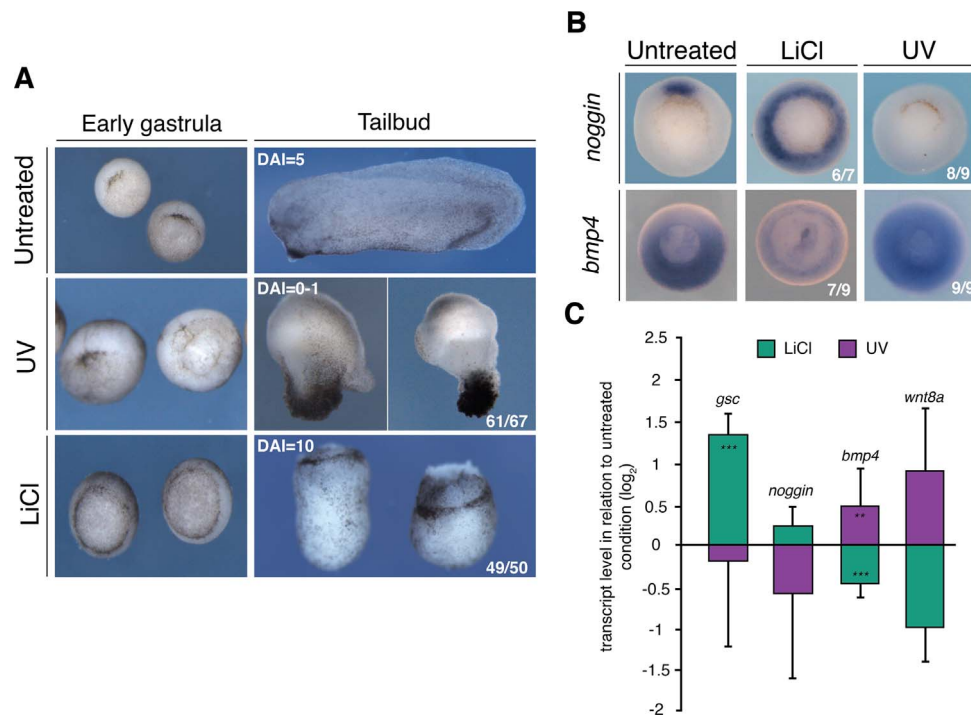 A
Early gastrula
Tailbud
Untreated
DAI=5
UV
DAI=0-1
61/67
LiCl
DAI=10
49/50
B
Untreated
LiCl
UV
noggin
6/7
8/9
bmp4
7/9
9/9
C
LiCl
UV
transcript level in relation to untreated
condition (log2)
2.5
2
1.5
1
0.5
0
-0.5
-1
-1.5
-2
gsc
***
noggin
bmp4
**
***
wnt8a